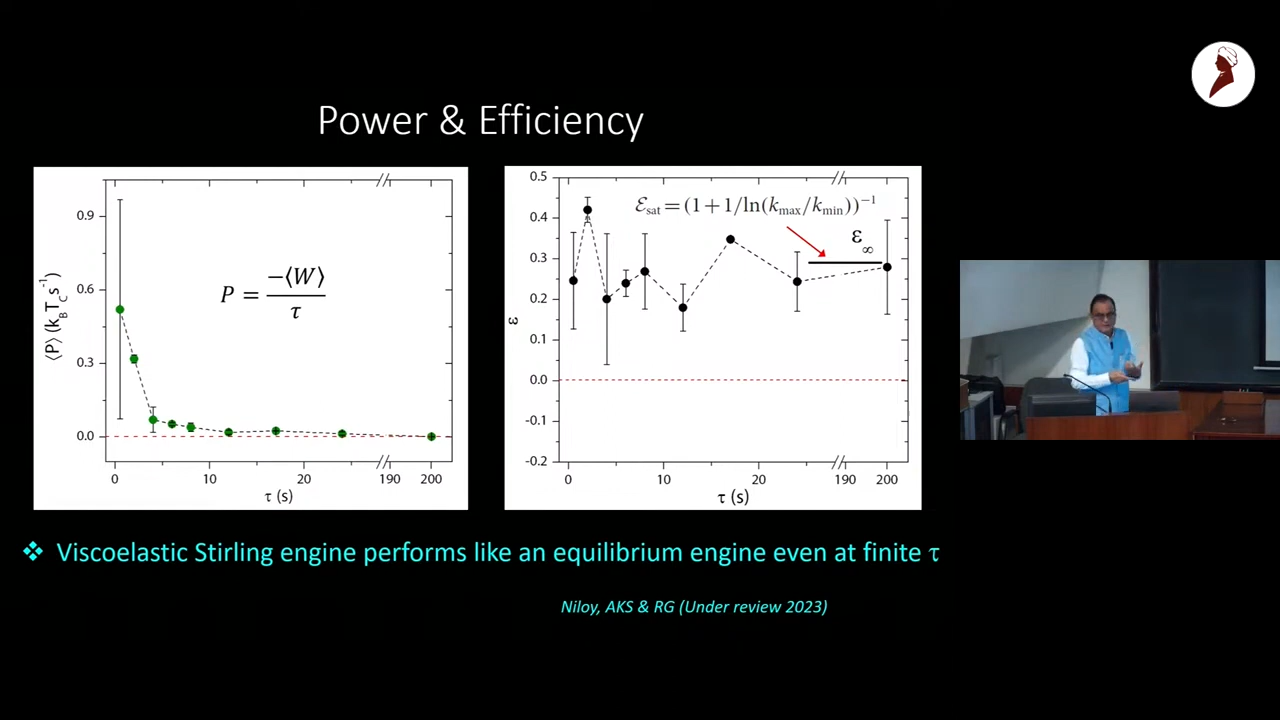 Power & Efficiency
0.9
0.6
0.3
0.0
⟨P⟩ (k_B T_C s⁻¹)
P = −⟨W⟩ / τ
0 10 20 190 200
τ (s)
0.5
0.4
0.3
0.2
0.1
0.0
-0.1
-0.2
ε
ℰ_sat = (1 + 1/ln(k_max/k_min))⁻¹
ε_∞
0 10 20 190 200
τ (s)
❖ Viscoelastic Stirling engine performs like an equilibrium engine even at finite τ
Niloy, AKS & RG (Under review 2023)